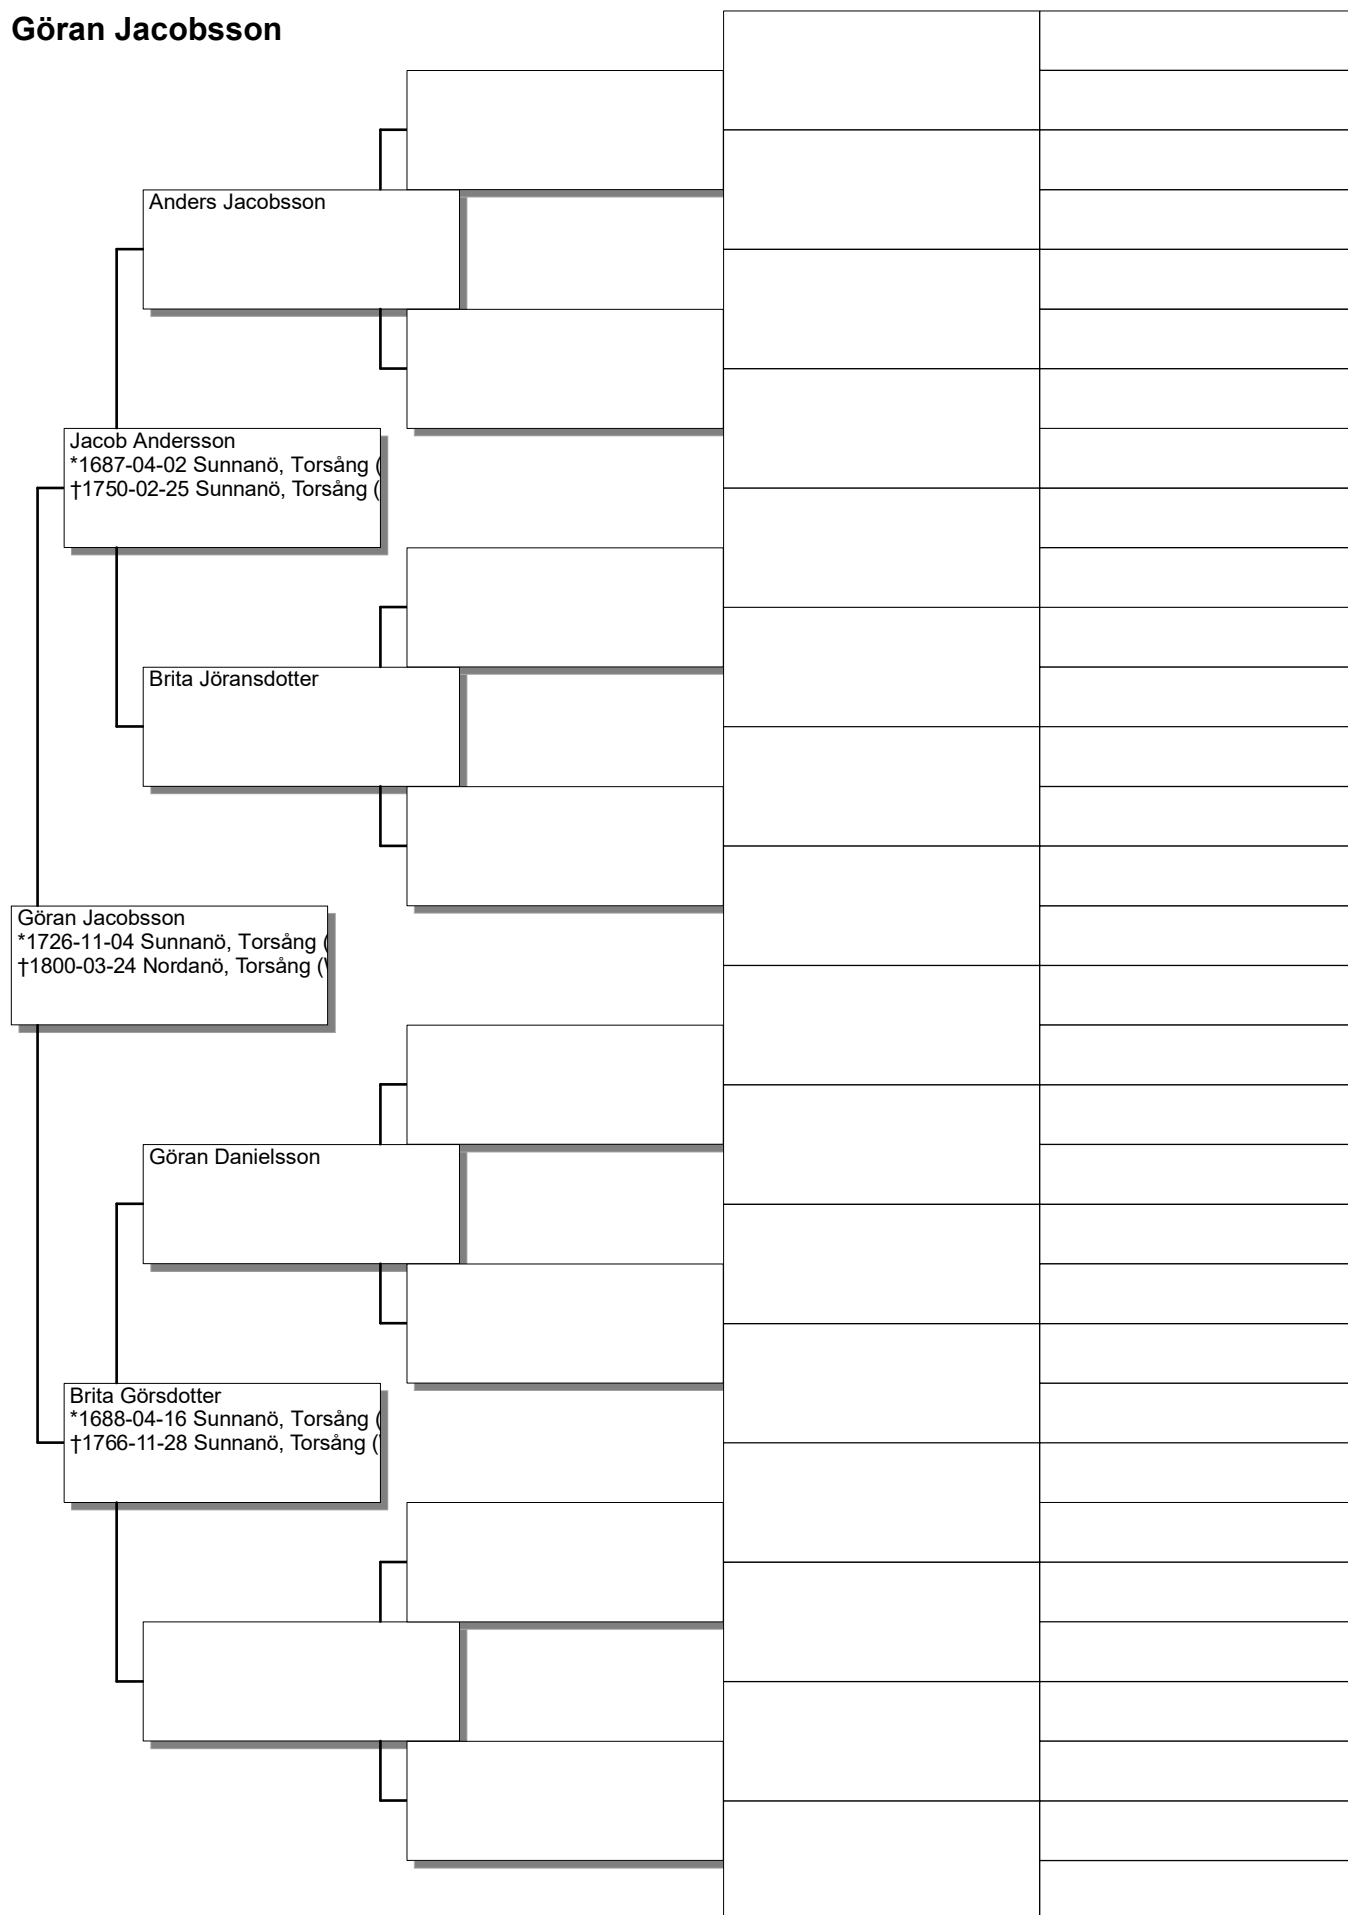 Göran Jacobsson
Anders Jacobsson
Jacob Andersson
*1687-04-02 Sunnanö, Torsång (
†1750-02-25 Sunnanö, Torsång (
Brita Jöransdotter
Göran Jacobsson
*1726-11-04 Sunnanö, Torsång (
†1800-03-24 Nordanö, Torsång (
Göran Danielsson
Brita Görsdotter
*1688-04-16 Sunnanö, Torsång (
†1766-11-28 Sunnanö, Torsång (